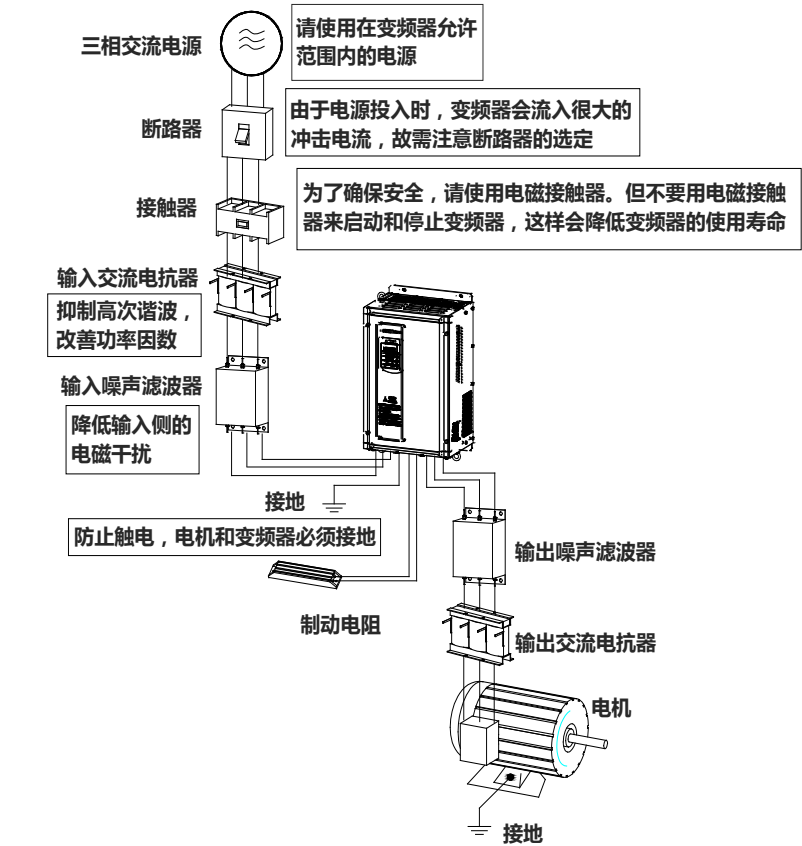 三相交流电源
请使用在变频器允许
范围内的电源
断路器
由于电源投入时，变频器会流入很大的
冲击电流，故需注意断路器的选定
接触器
为了确保安全，请使用电磁接触器。但不要用电磁接触
器来启动和停止变频器，这样会降低变频器的使用寿命
输入交流电抗器
抑制高次谐波，
改善功率因数
输入噪声滤波器
降低输入侧的
电磁干扰
接地
防止触电，电机和变频器必须接地
制动电阻
输出噪声滤波器
输出交流电抗器
电机
接地